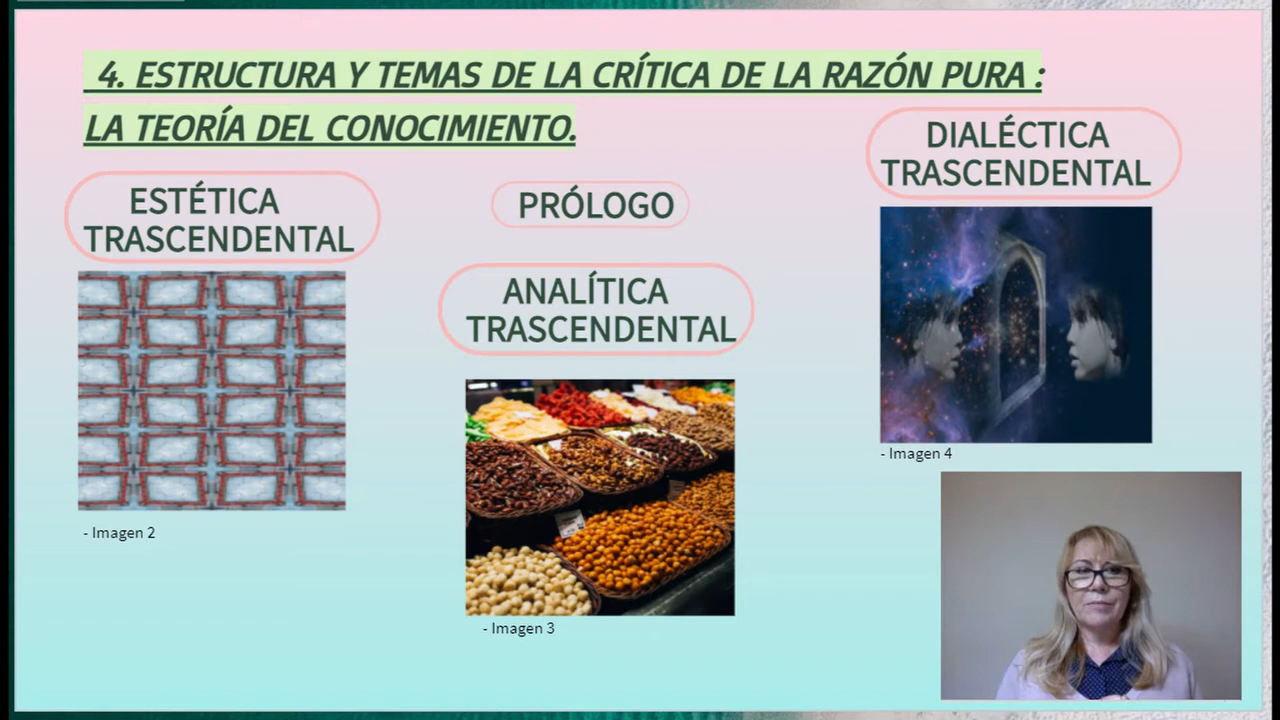 4. ESTRUCTURA Y TEMAS DE LA CRÍTICA DE LA RAZÓN PURA :
LA TEORÍA DEL CONOCIMIENTO.
ESTÉTICA
TRASCENDENTAL
- Imagen 2
PRÓLOGO
ANALÍTICA
TRASCENDENTAL
- Imagen 3
DIALÉCTICA
TRASCENDENTAL
- Imagen 4